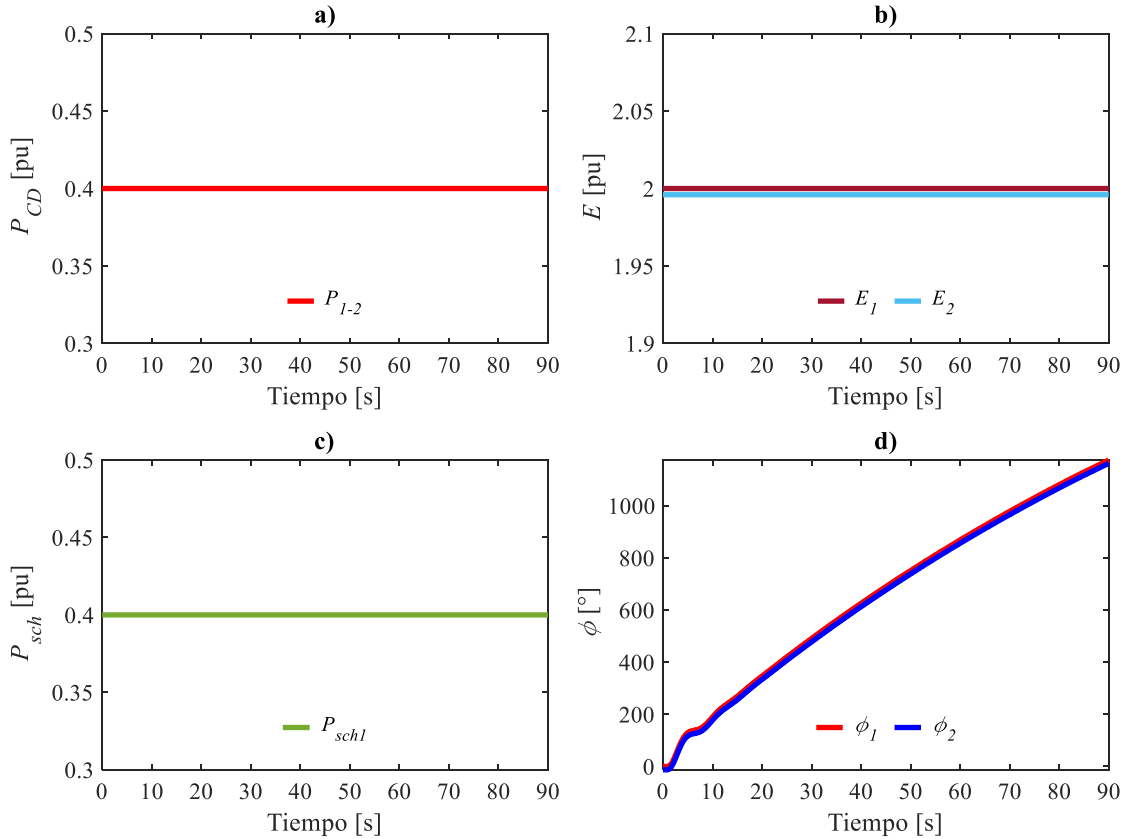 a)
0.5
0.45
0.4
0.35
0.3
P_CD [pu]
P_1-2
0 10 20 30 40 50 60 70 80 90
Tiempo [s]
b)
2.1
2.05
2
1.95
1.9
E [pu]
E_1 E_2
0 10 20 30 40 50 60 70 80 90
Tiempo [s]
c)
0.5
0.45
0.4
0.35
0.3
P_sch [pu]
P_sch1
0 10 20 30 40 50 60 70 80 90
Tiempo [s]
d)
1000
800
600
400
200
0
ϕ [°]
ϕ_1 ϕ_2
0 10 20 30 40 50 60 70 80 90
Tiempo [s]